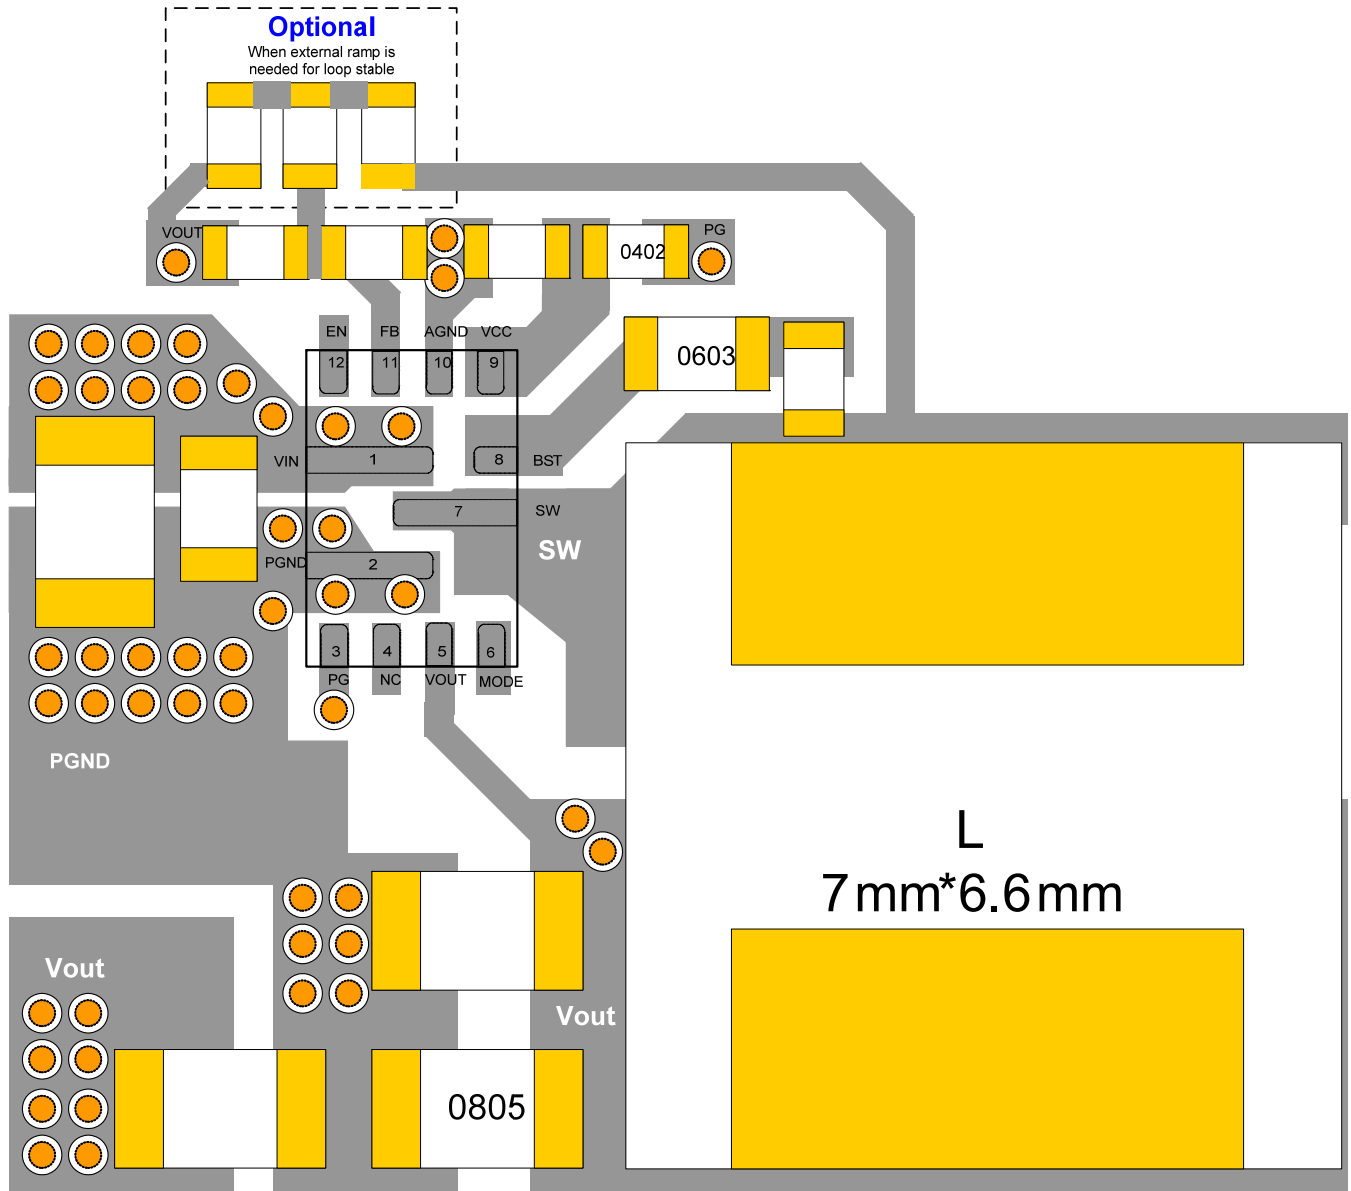 Optional
When external ramp is
needed for loop stable
VOUT
PG
0402
EN FB AGND VCC
12 11 10 9
0603
VIN 1 8 BST
7 SW
SW
PGND 2
3 4 5 6
PG NC VOUT MODE
PGND
L
7mm*6.6mm
Vout
Vout
0805